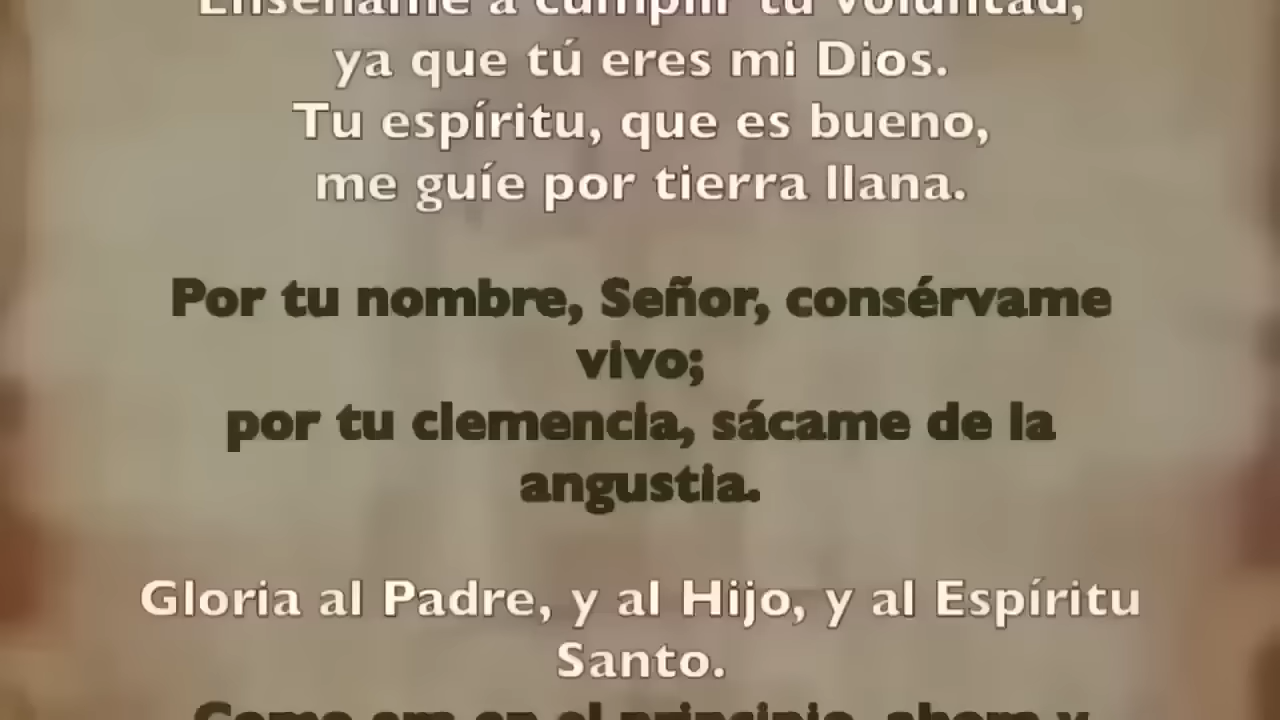 Enséñame a cumplir tu voluntad,
ya que tú eres mi Dios.
Tu espíritu, que es bueno,
me guíe por tierra llana.
Por tu nombre, Señor, consérvame
vivo;
por tu clemencia, sácame de la
angustia.
Gloria al Padre, y al Hijo, y al Espíritu
Santo.
Como era en el principio, ahora y